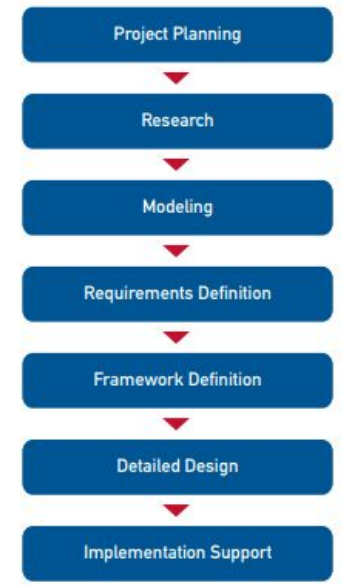 Project Planning
Research
Modeling
Requirements Definition
Framework Definition
Detailed Design
Implementation Support